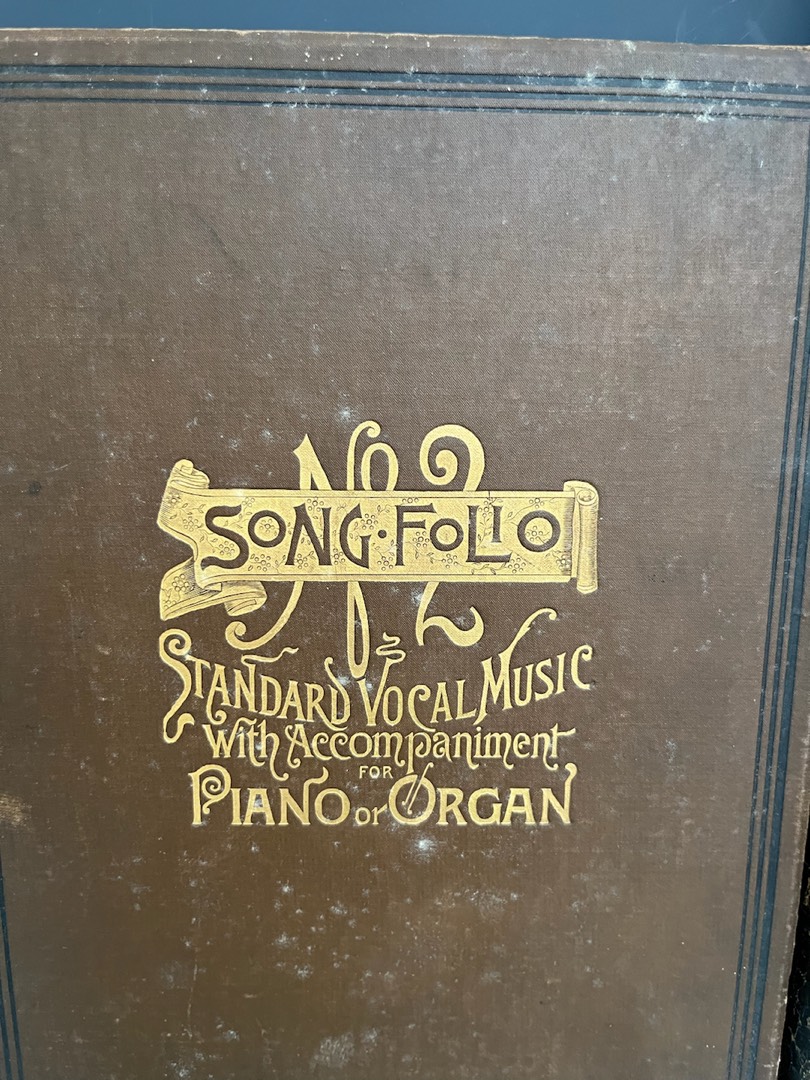 No 2
SONG·FOLIO
STANDARD VOCAL MUSIC
With Accompaniment
FOR
PIANO or ORGAN